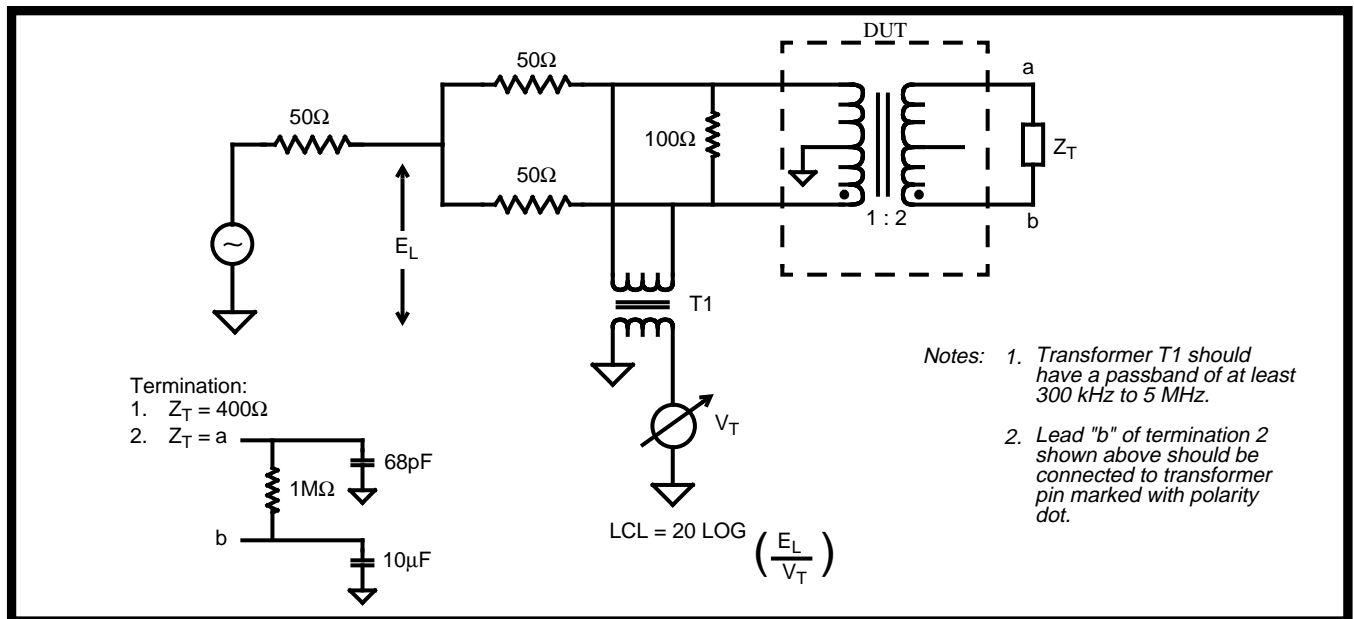 DUT
50Ω
50Ω
50Ω
100Ω
a
Z_T
b
1 : 2
~
E_L
T1
V_T
Termination:
1. Z_T = 400Ω
2. Z_T = a
68pF
1MΩ
b
10µF
LCL = 20 LOG ( E_L / V_T )
Notes: 1. Transformer T1 should
have a passband of at least
300 kHz to 5 MHz.
2. Lead "b" of termination 2
shown above should be
connected to transformer
pin marked with polarity
dot.